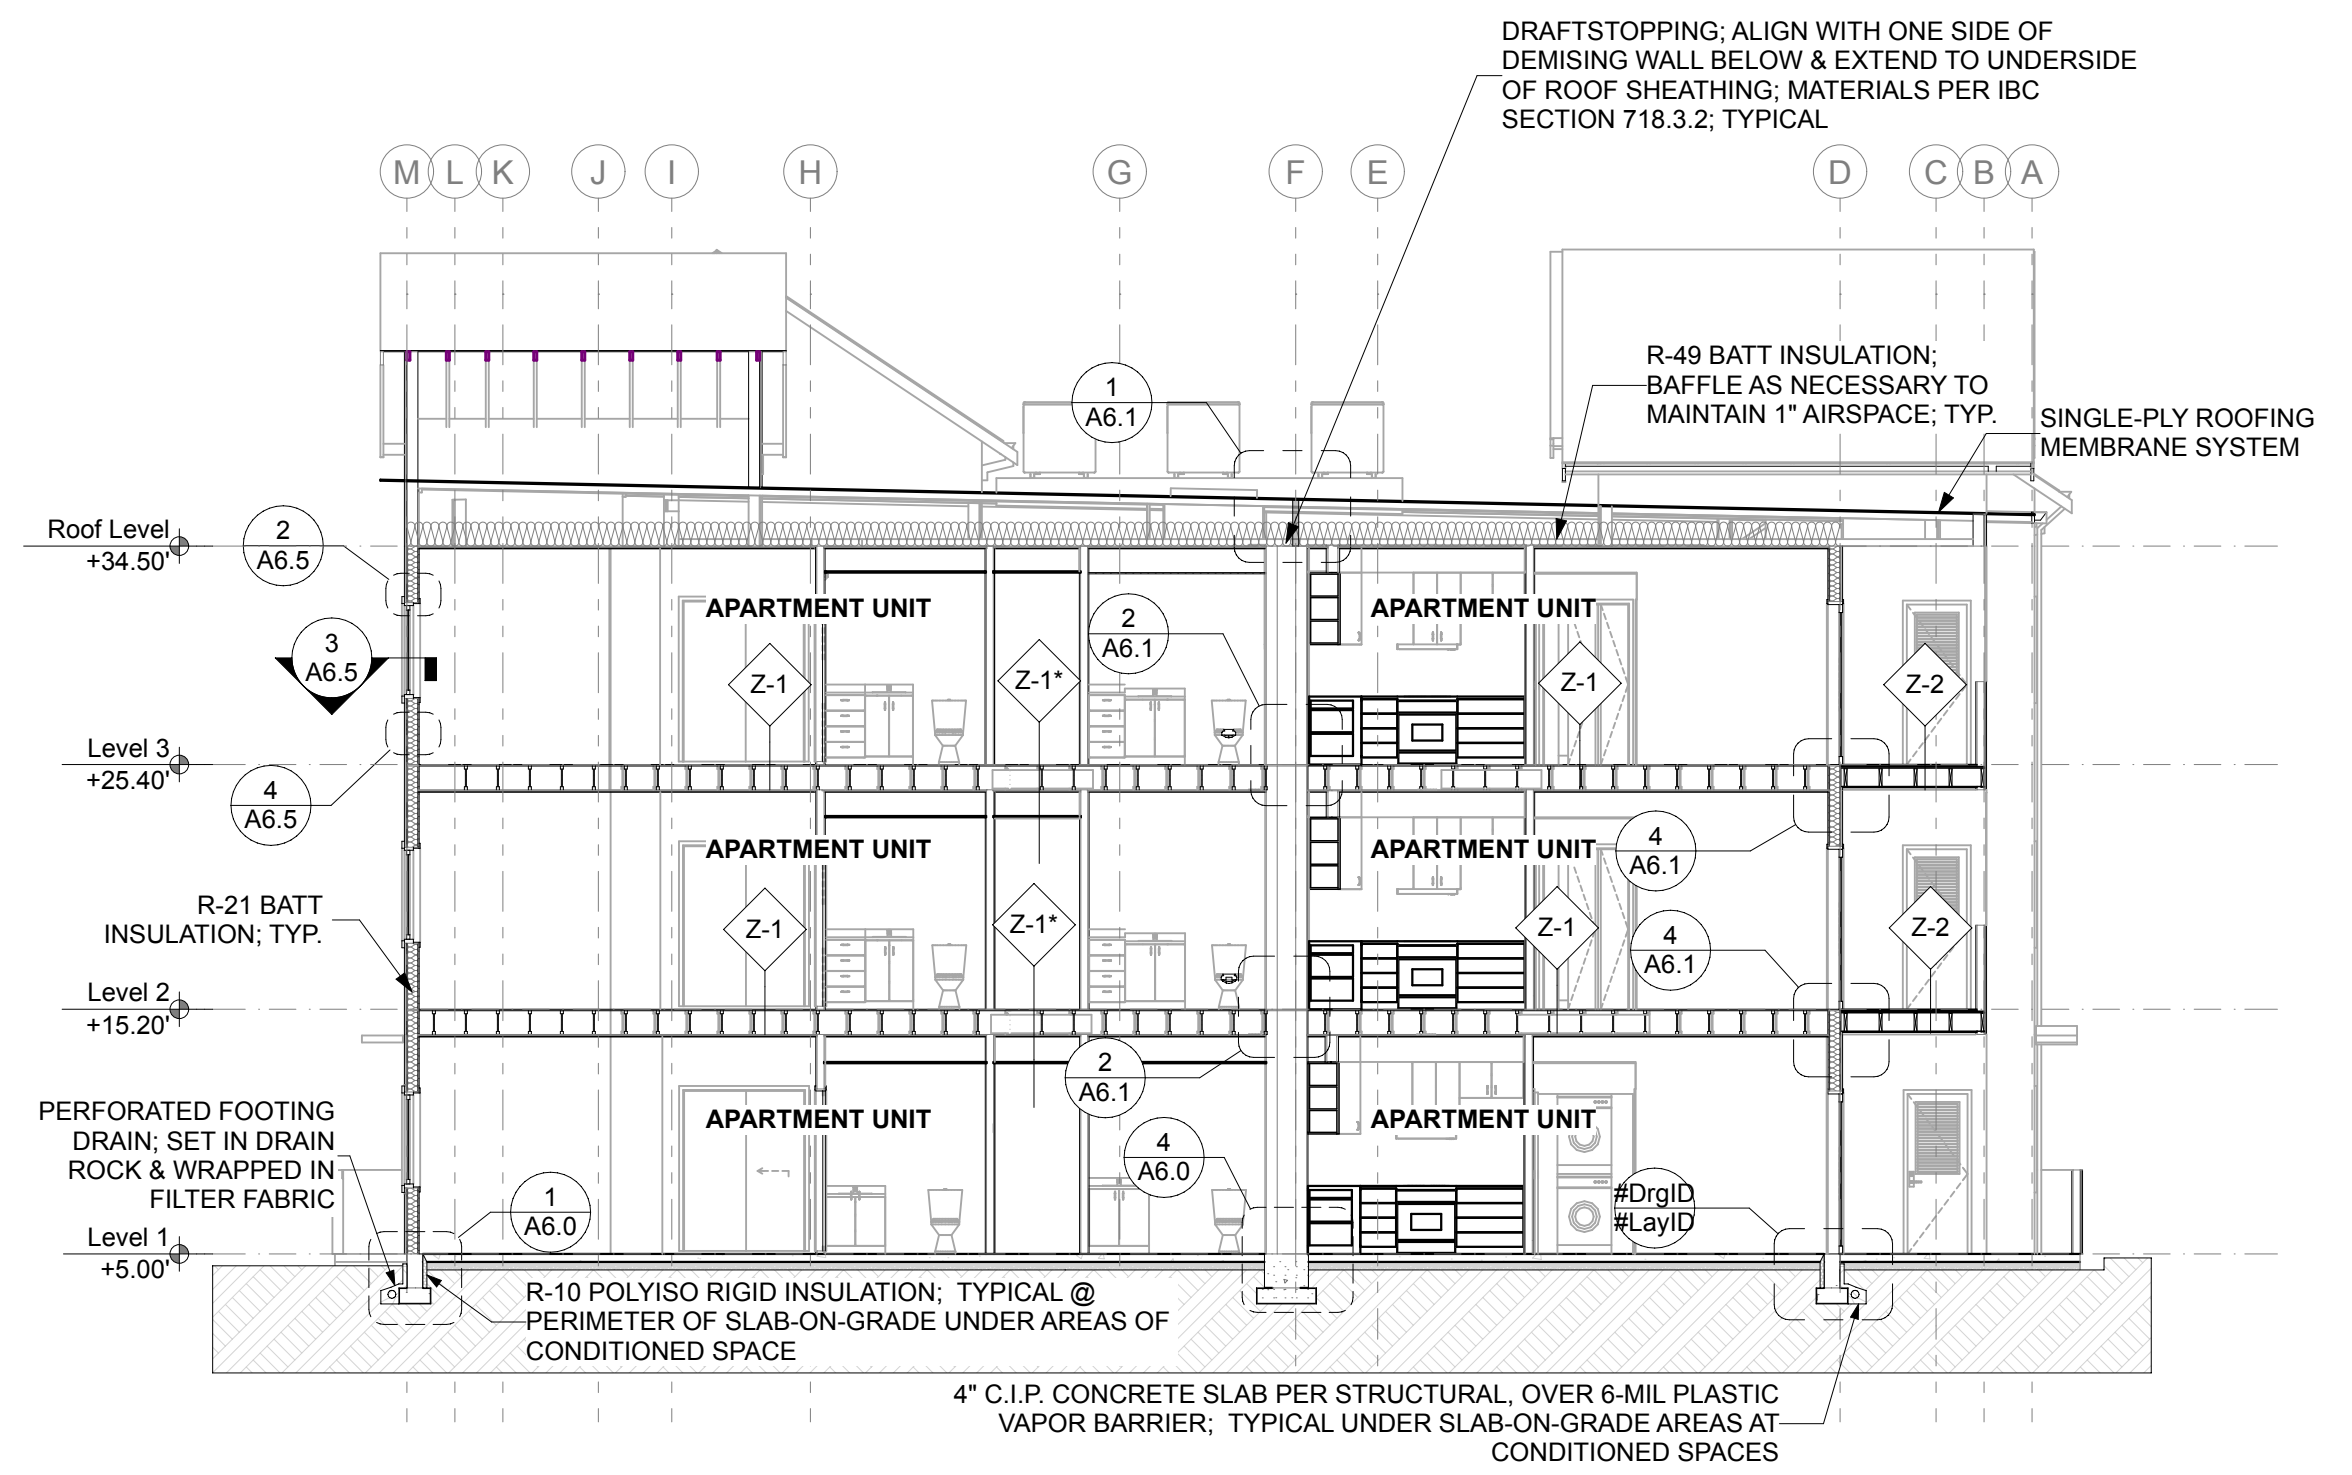 DRAFTSTOPPING; ALIGN WITH ONE SIDE OF
DEMISING WALL BELOW & EXTEND TO UNDERSIDE
OF ROOF SHEATHING; MATERIALS PER IBC
SECTION 718.3.2; TYPICAL
M L K J I H G F E D C B A
R-49 BATT INSULATION;
BAFFLE AS NECESSARY TO
MAINTAIN 1" AIRSPACE; TYP.
1
A6.1
SINGLE-PLY ROOFING
MEMBRANE SYSTEM
Roof Level
+34.50'
2
A6.5
APARTMENT UNIT
APARTMENT UNIT
2
A6.1
3
A6.5
Z-1
Z-1*
Z-1
Z-2
Level 3
+25.40'
4
A6.5
APARTMENT UNIT
APARTMENT UNIT
4
A6.1
R-21 BATT
INSULATION; TYP.
Z-1
Z-1*
Z-1
Z-2
4
A6.1
Level 2
+15.20'
2
A6.1
PERFORATED FOOTING
DRAIN; SET IN DRAIN
ROCK & WRAPPED IN
FILTER FABRIC
APARTMENT UNIT
APARTMENT UNIT
4
A6.0
1
A6.0
#DrgID
#LayID
Level 1
+5.00'
R-10 POLYISO RIGID INSULATION; TYPICAL @
PERIMETER OF SLAB-ON-GRADE UNDER AREAS OF
CONDITIONED SPACE
4" C.I.P. CONCRETE SLAB PER STRUCTURAL, OVER 6-MIL PLASTIC
VAPOR BARRIER; TYPICAL UNDER SLAB-ON-GRADE AREAS AT
CONDITIONED SPACES